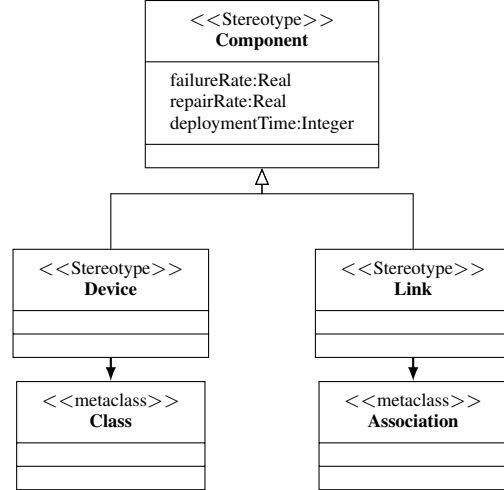 <<Stereotype>>
Component
failureRate:Real
repairRate:Real
deploymentTime:Integer
<<Stereotype>>
Device
<<Stereotype>>
Link
<<metaclass>>
Class
<<metaclass>>
Association